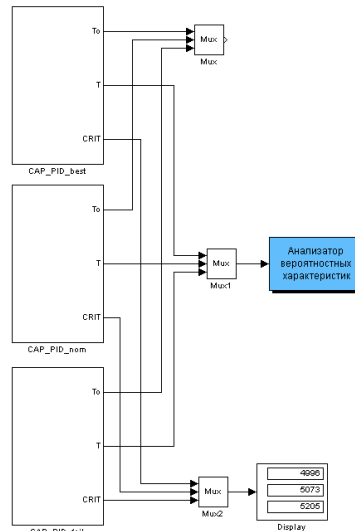 To
Mux
Mux
T
CRIT
CAP_PID_best
To
T
Mux
Mux1
Анализатор
вероятностных
характеристик
CRIT
CAP_PID_nom
To
T
CRIT
Mux
Mux2
4996
5073
5205
Display